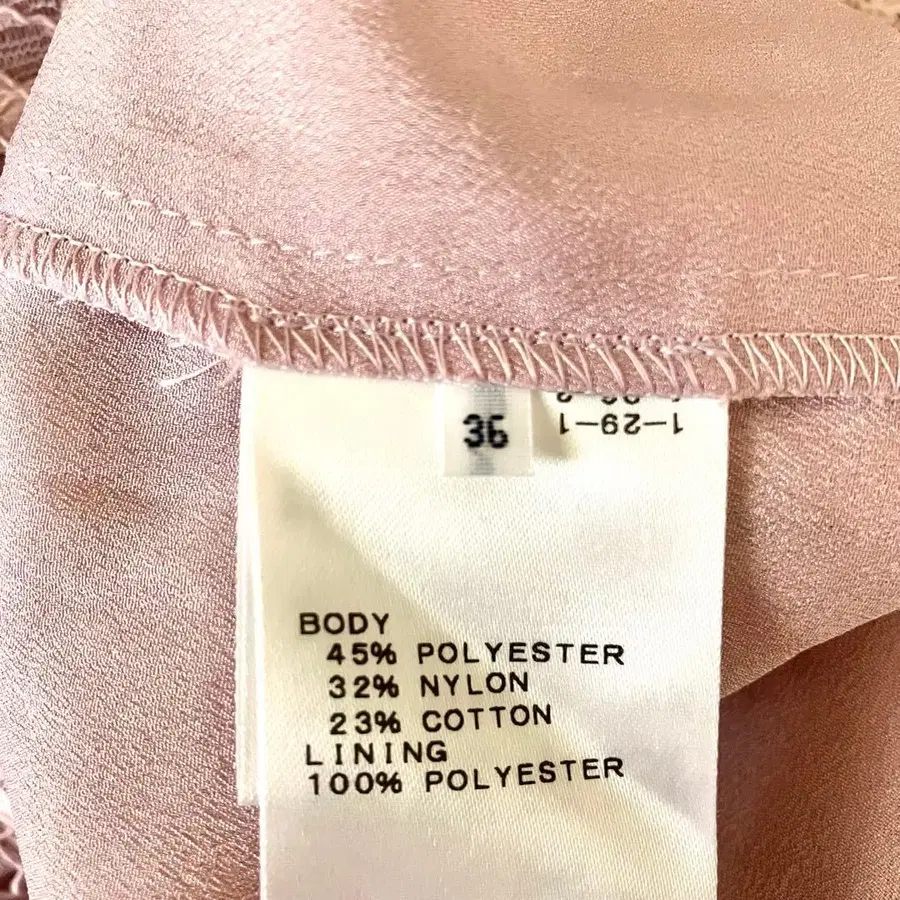 36
1-29-1
BODY
45% POLYESTER
32% NYLON
23% COTTON
LINING
100% POLYESTER